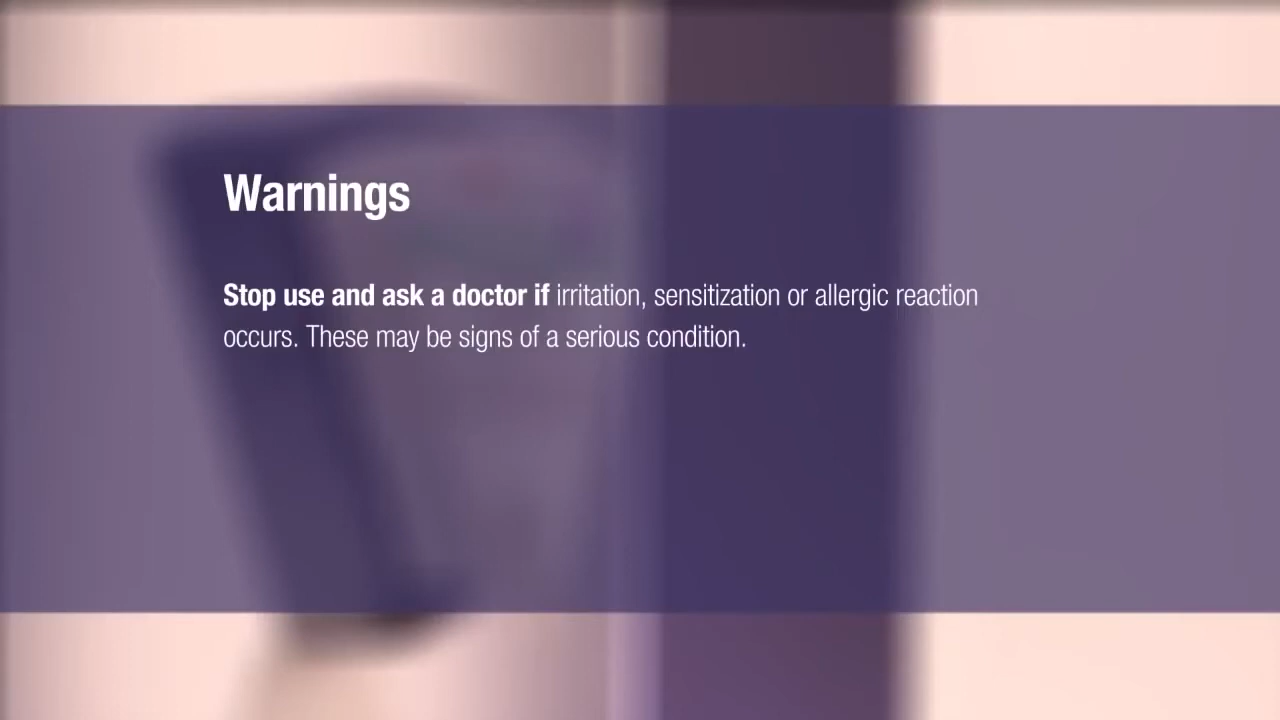 Warnings
Stop use and ask a doctor if irritation, sensitization or allergic reaction
occurs. These may be signs of a serious condition.